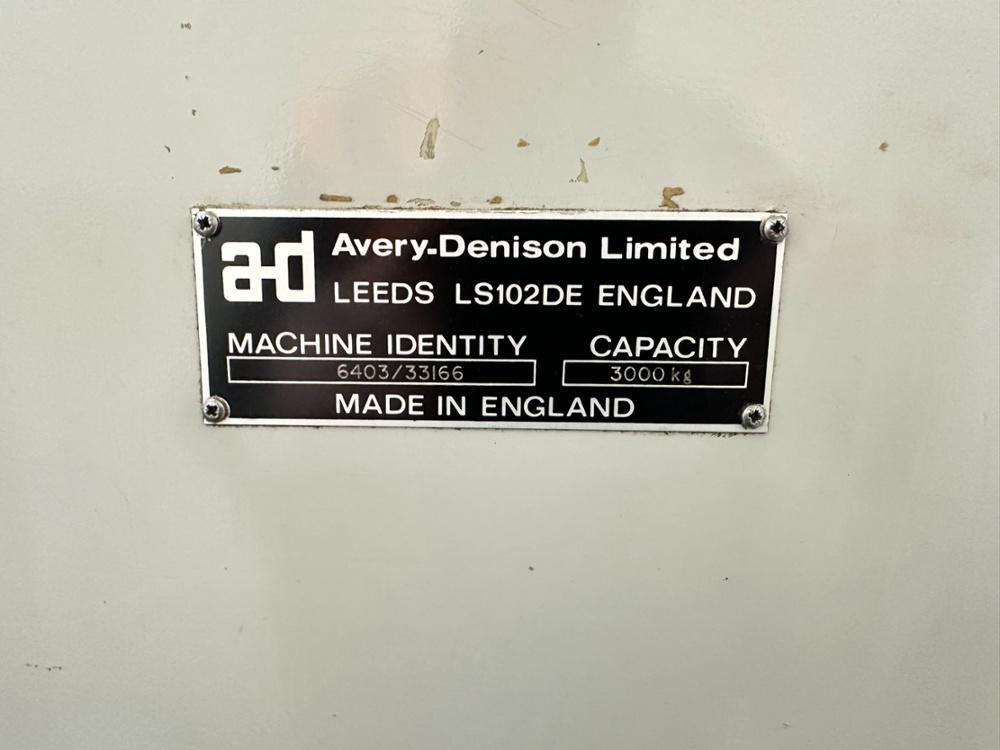 a-d Avery-Denison Limited
LEEDS LS102DE ENGLAND
MACHINE IDENTITY CAPACITY
6403/33166 3000 kg
MADE IN ENGLAND